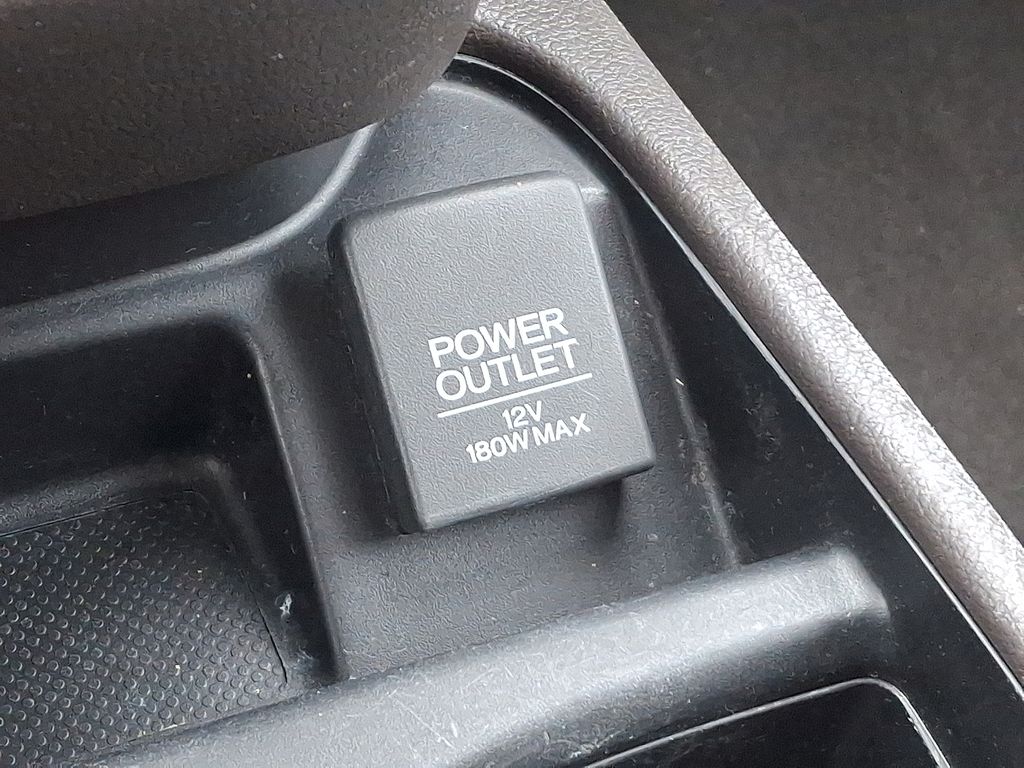 POWER
OUTLET
12V
180W MAX